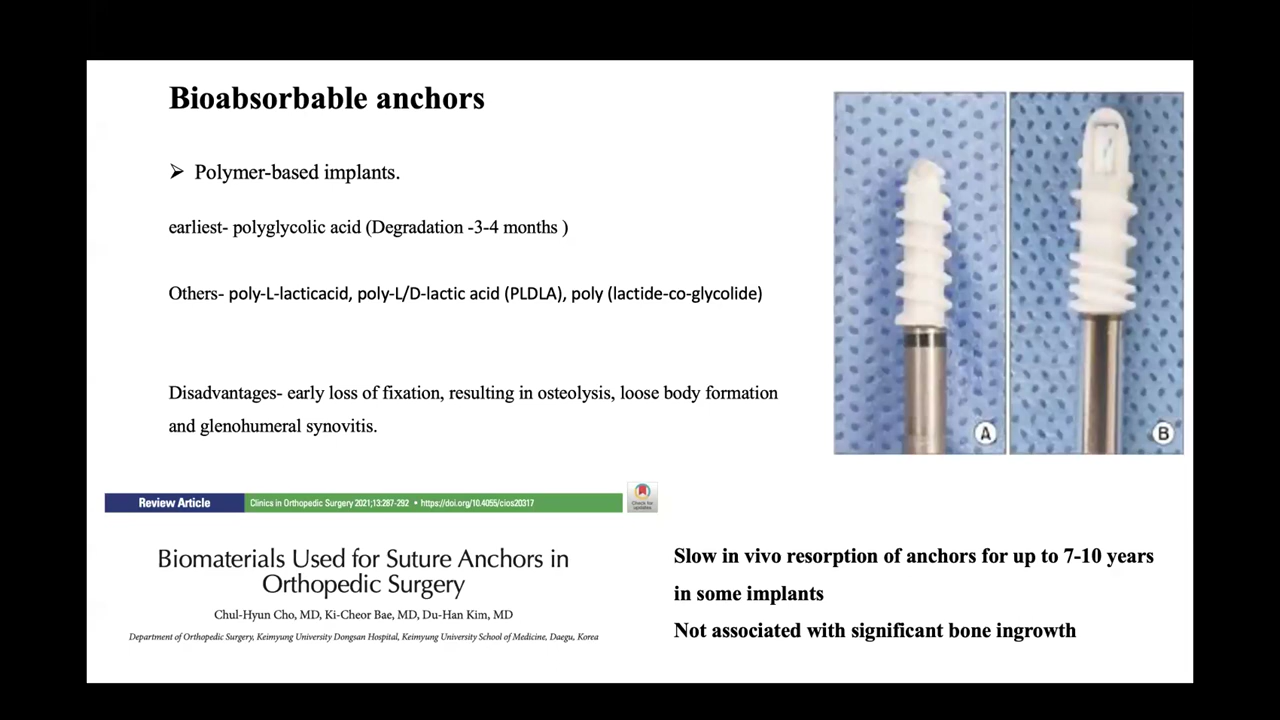 Bioabsorbable anchors
➢ Polymer-based implants.
earliest- polyglycolic acid (Degradation -3-4 months )
Others- poly-L-lacticacid, poly-L/D-lactic acid (PLDLA), poly (lactide-co-glycolide)
Disadvantages- early loss of fixation, resulting in osteolysis, loose body formation
and glenohumeral synovitis.
A
B
Review Article
Clinics in Orthopedic Surgery 2021;13:287-292 • https://doi.org/10.4055/cios20317
Check for
updates
Biomaterials Used for Suture Anchors in
Orthopedic Surgery
Chul-Hyun Cho, MD, Ki-Cheor Bae, MD, Du-Han Kim, MD
Department of Orthopedic Surgery, Keimyung University Dongsan Hospital, Keimyung University School of Medicine, Daegu, Korea
Slow in vivo resorption of anchors for up to 7-10 years
in some implants
Not associated with significant bone ingrowth